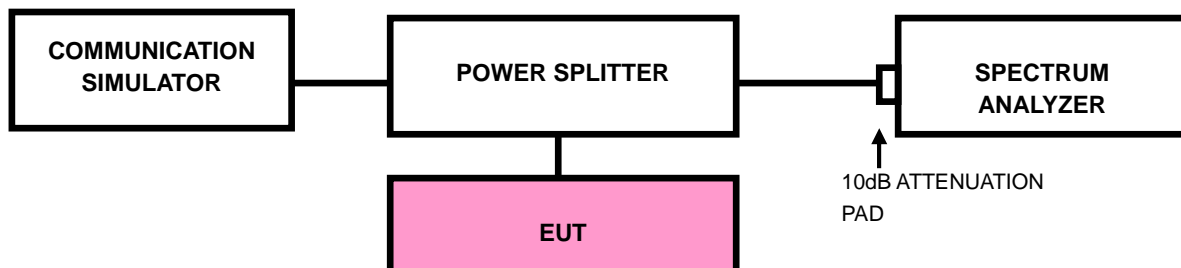 COMMUNICATION
SIMULATOR
POWER SPLITTER
SPECTRUM
ANALYZER
10dB ATTENUATION
PAD
EUT